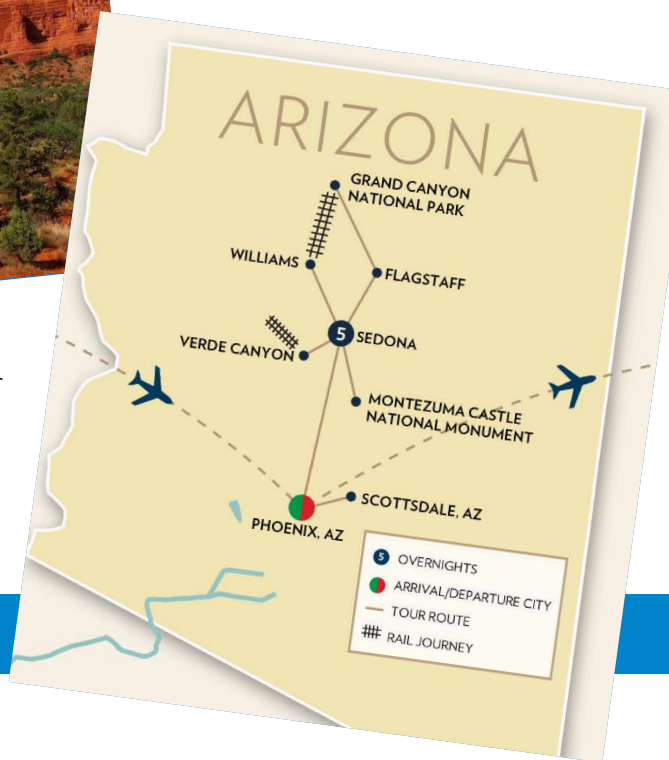 ARIZONA
GRAND CANYON
NATIONAL PARK
WILLIAMS
FLAGSTAFF
5
SEDONA
VERDE CANYON
MONTEZUMA CASTLE
NATIONAL MONUMENT
SCOTTSDALE, AZ
PHOENIX, AZ
5 OVERNIGHTS
ARRIVAL/DEPARTURE CITY
TOUR ROUTE
RAIL JOURNEY